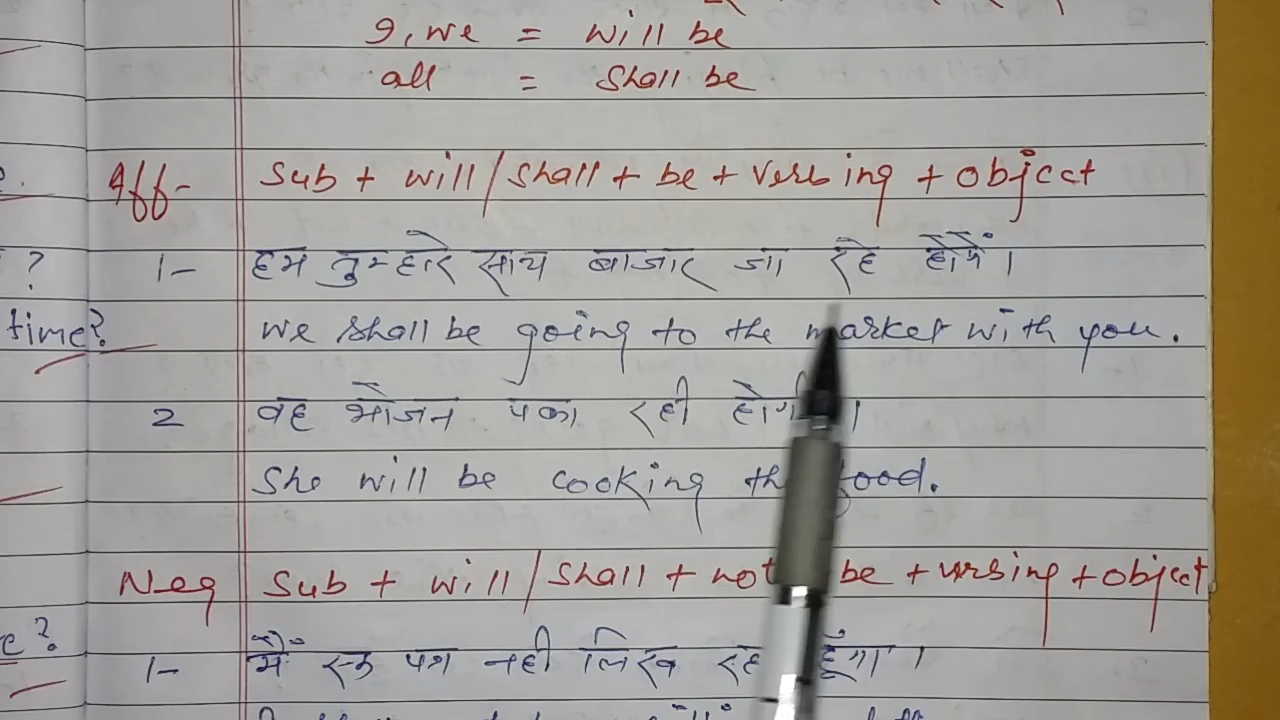 I, we = will be
all = shall be
Aff- Sub + will/shall + be + verb ing + object
?
1- हम तुम्हारे साथ बाजार जा रहे होगें।
time? we shall be going to the market with you.
2 वह भोजन पका रही होगी।
She will be cooking the food.
Neg Sub + will/shall + not be + verbing + object
e?
1- मैं एक पत्र नही लिख रहा हूँगा।